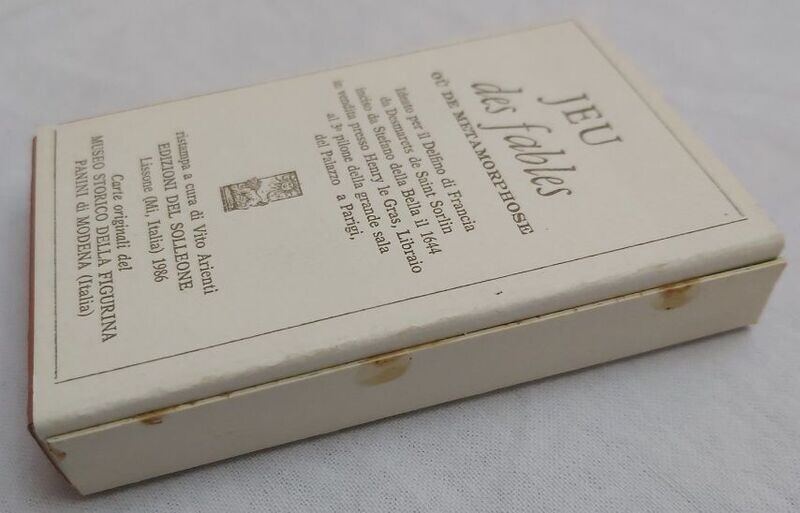 JEU
des fables
OÙ DE METAMORPHOSE
Ideato per il Delfino di Francia
da Desmarets de Saint Sorlin
inciso da Stefano della Bella il 1644
in vendita presso Henry le Gras, Libraio
al 3º pilone della grande sala
del Palazzo a Parigi,
ristampa a cura di Vito Arienti
EDIZIONI DEL SOLLEONE
Lissone (Mi, Italia) 1986
Carte originali del
MUSEO STORICO DELLA FIGURINA
PANINI di MODENA (Italia)